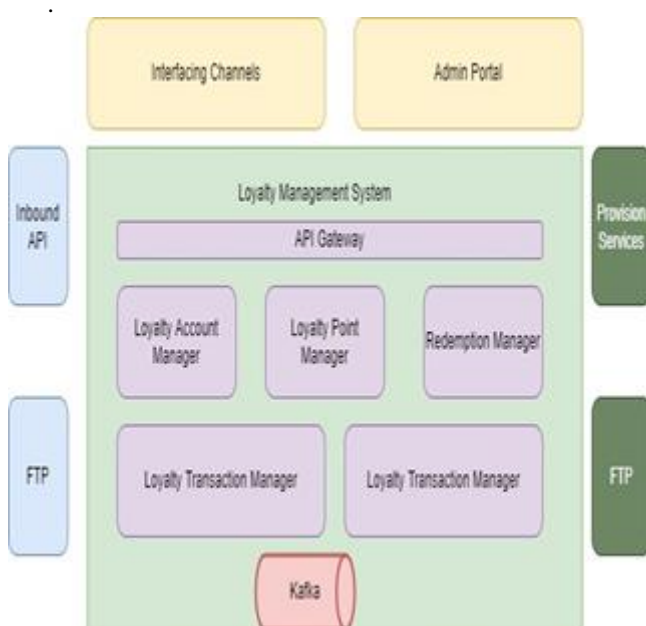 Interfacing Channels
Admin Portal
Inbound
API
Loyalty Management System
Provision
Services
API Gateway
Loyalty Account
Manager
Loyalty Point
Manager
Redemption Manager
FTP
Loyalty Transaction Manager
Loyalty Transaction Manager
FTP
Kafka